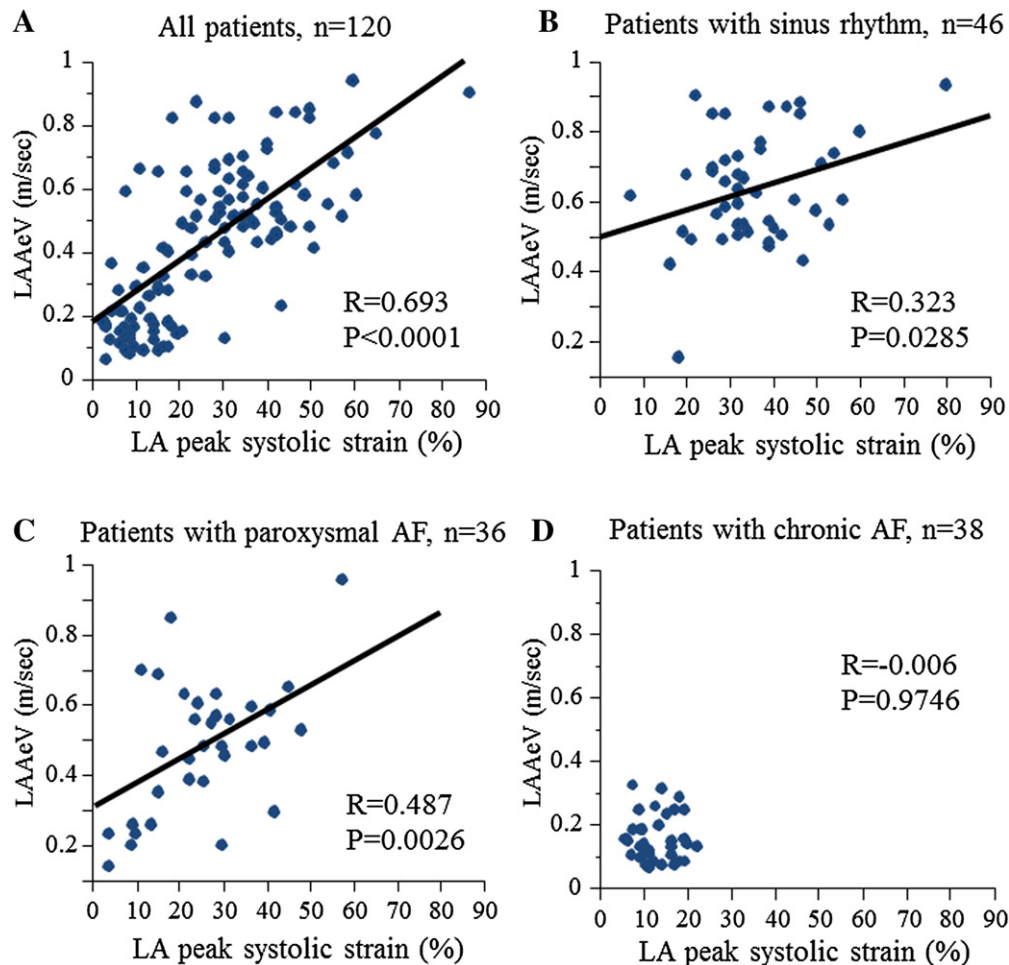 A
All patients, n=120
1
0.8
0.6
0.4
0.2
0
LAAeV (m/sec)
R=0.693
P<0.0001
0 10 20 30 40 50 60 70 80 90
LA peak systolic strain (%)
B
Patients with sinus rhythm, n=46
1
0.8
0.6
0.4
0.2
LAAeV (m/sec)
R=0.323
P=0.0285
0 10 20 30 40 50 60 70 80 90
LA peak systolic strain (%)
C
Patients with paroxysmal AF, n=36
1
0.8
0.6
0.4
0.2
LAAeV (m/sec)
R=0.487
P=0.0026
0 10 20 30 40 50 60 70 80 90
LA peak systolic strain (%)
D
Patients with chronic AF, n=38
1
0.8
0.6
0.4
0.2
0
LAAeV (m/sec)
R=-0.006
P=0.9746
0 10 20 30 40 50 60 70 80 90
LA peak systolic strain (%)